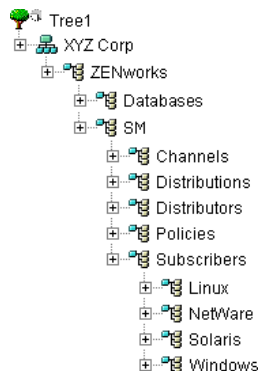 Tree1
XYZ Corp
ZENworks
Databases
SM
Channels
Distributions
Distributors
Policies
Subscribers
Linux
NetWare
Solaris
Windows